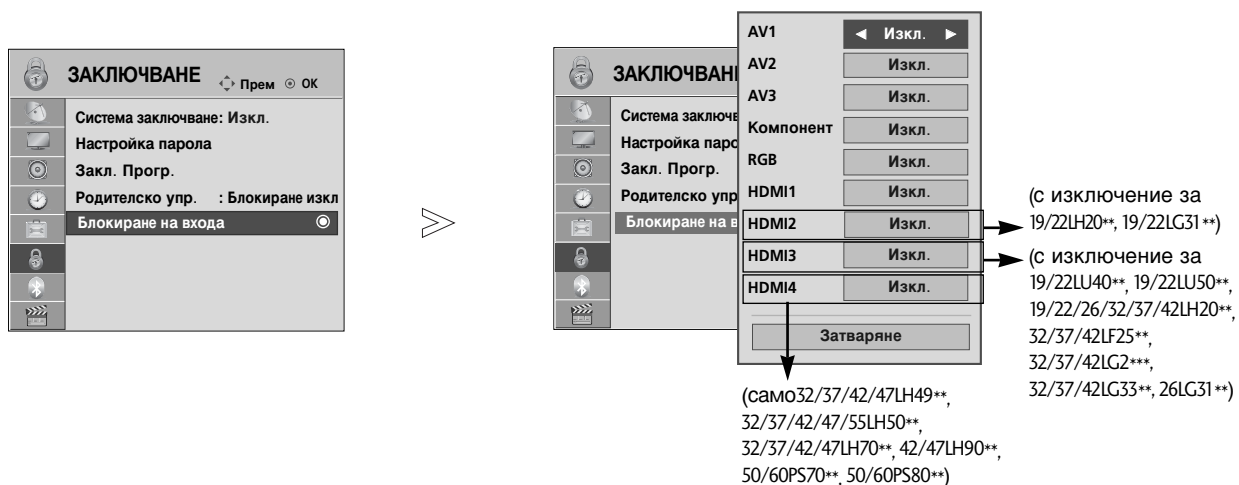 ЗАКЛЮЧВАНЕ
Прем OK
Система заключване: Изкл.
Настройка парола
Закл. Прогр.
Родителско упр. : Блокиране изкл
Блокиране на входа
ЗАКЛЮЧВАН
Система заключв
Настройка паро
Закл. Прогр.
Родителско упр
Блокиране на в
AV1 ◀ Изкл. ▶
AV2 Изкл.
AV3 Изкл.
Компонент Изкл.
RGB Изкл.
HDMI1 Изкл.
HDMI2 Изкл.
HDMI3 Изкл.
HDMI4 Изкл.
Затваряне
(с изключение за
19/22LH20**, 19/22LG31**)
(с изключение за
19/22LU40**, 19/22LU50**,
19/22/26/32/37/42LH20**,
32/37/42LF25**,
32/37/42LG2***,
32/37/42LG33**, 26LG31**)
(само32/37/42/47LH49**,
32/37/42/47/55LH50**,
32/37/42/47LH70**, 42/47LH90**,
50/60PS70**, 50/60PS80**)